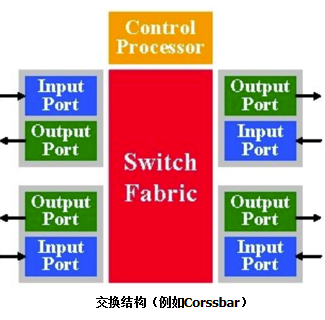 Control
Processor
Input
Port
Output
Port
Output
Port
Input
Port
Switch
Fabric
Output
Port
Input
Port
Output
Port
Input
Port
交换结构（例如Corssbar）